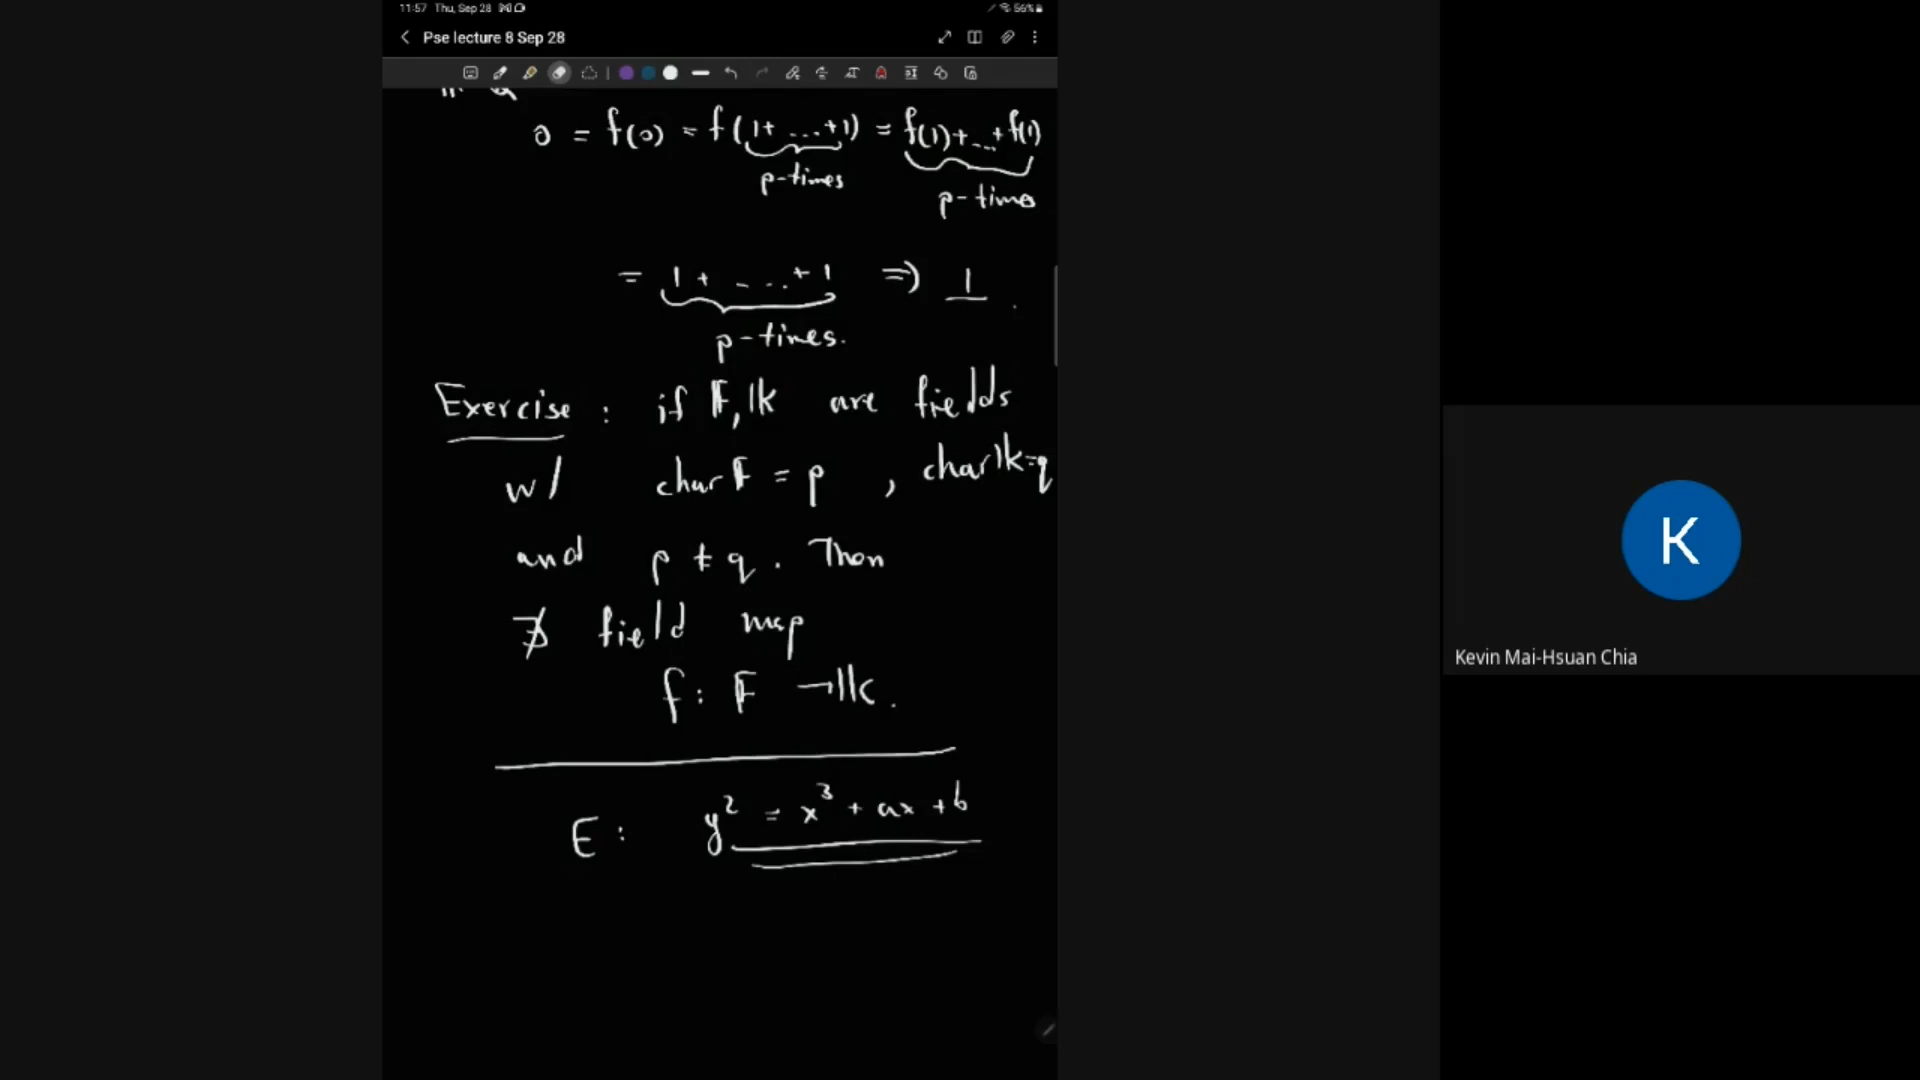 11:57 Thu, Sep 28
56%
Pse lecture 8 Sep 28
0 = f(0) = f(1+ ... +1) = f(1)+...+f(1)
p-times
p-times
= 1 + ... + 1 ⇒ ⊥.
p-times.
Exercise: if 𝔽, 𝕜 are fields
w/ char 𝔽 = p, char 𝕜 = q
and p ≠ q. Then
∄ field map
f: 𝔽 → 𝕜.
E: y² = x³ + ax + b
K
Kevin Mai-Hsuan Chia